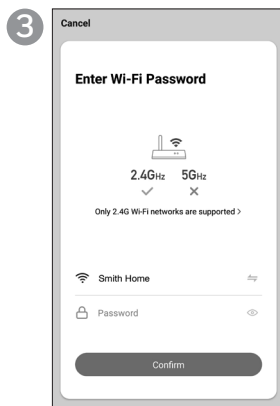 3
Cancel
Enter Wi-Fi Password
2.4GHz 5GHz
Only 2.4G Wi-Fi networks are supported >
Smith Home
Password
Confirm